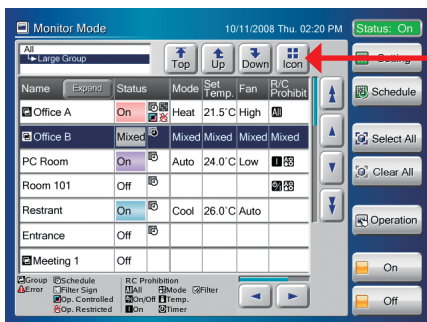 Monitor Mode 10/11/2008 Thu. 02:20 PM Status: On
All
Large Group
Top Up Down Icon
Setting
Name Expand Status Mode Set Temp. Fan R/C Prohibit
Schedule
Office A On Heat 21.5°C High All
Office B Mixed Mixed Mixed Mixed Mixed
Select All
PC Room On Auto 24.0°C Low
Clear All
Room 101 Off
Restrant On Cool 26.0°C Auto
Operation
Entrance Off
Meeting 1 Off
On
Group Schedule RC Prohibition
Error Filter Sign All Mode Filter
Op. Controlled On/Off Temp.
Op. Restricted On Timer
Off